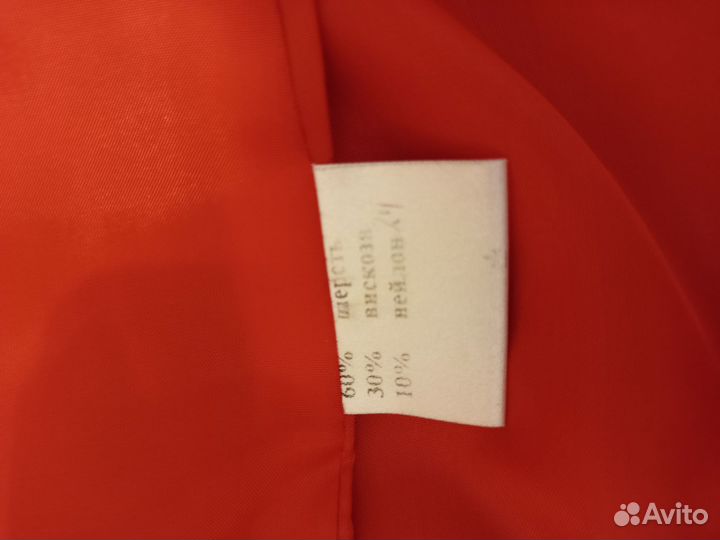 60% шерсть
30% вискоза
10% нейлон
Avito